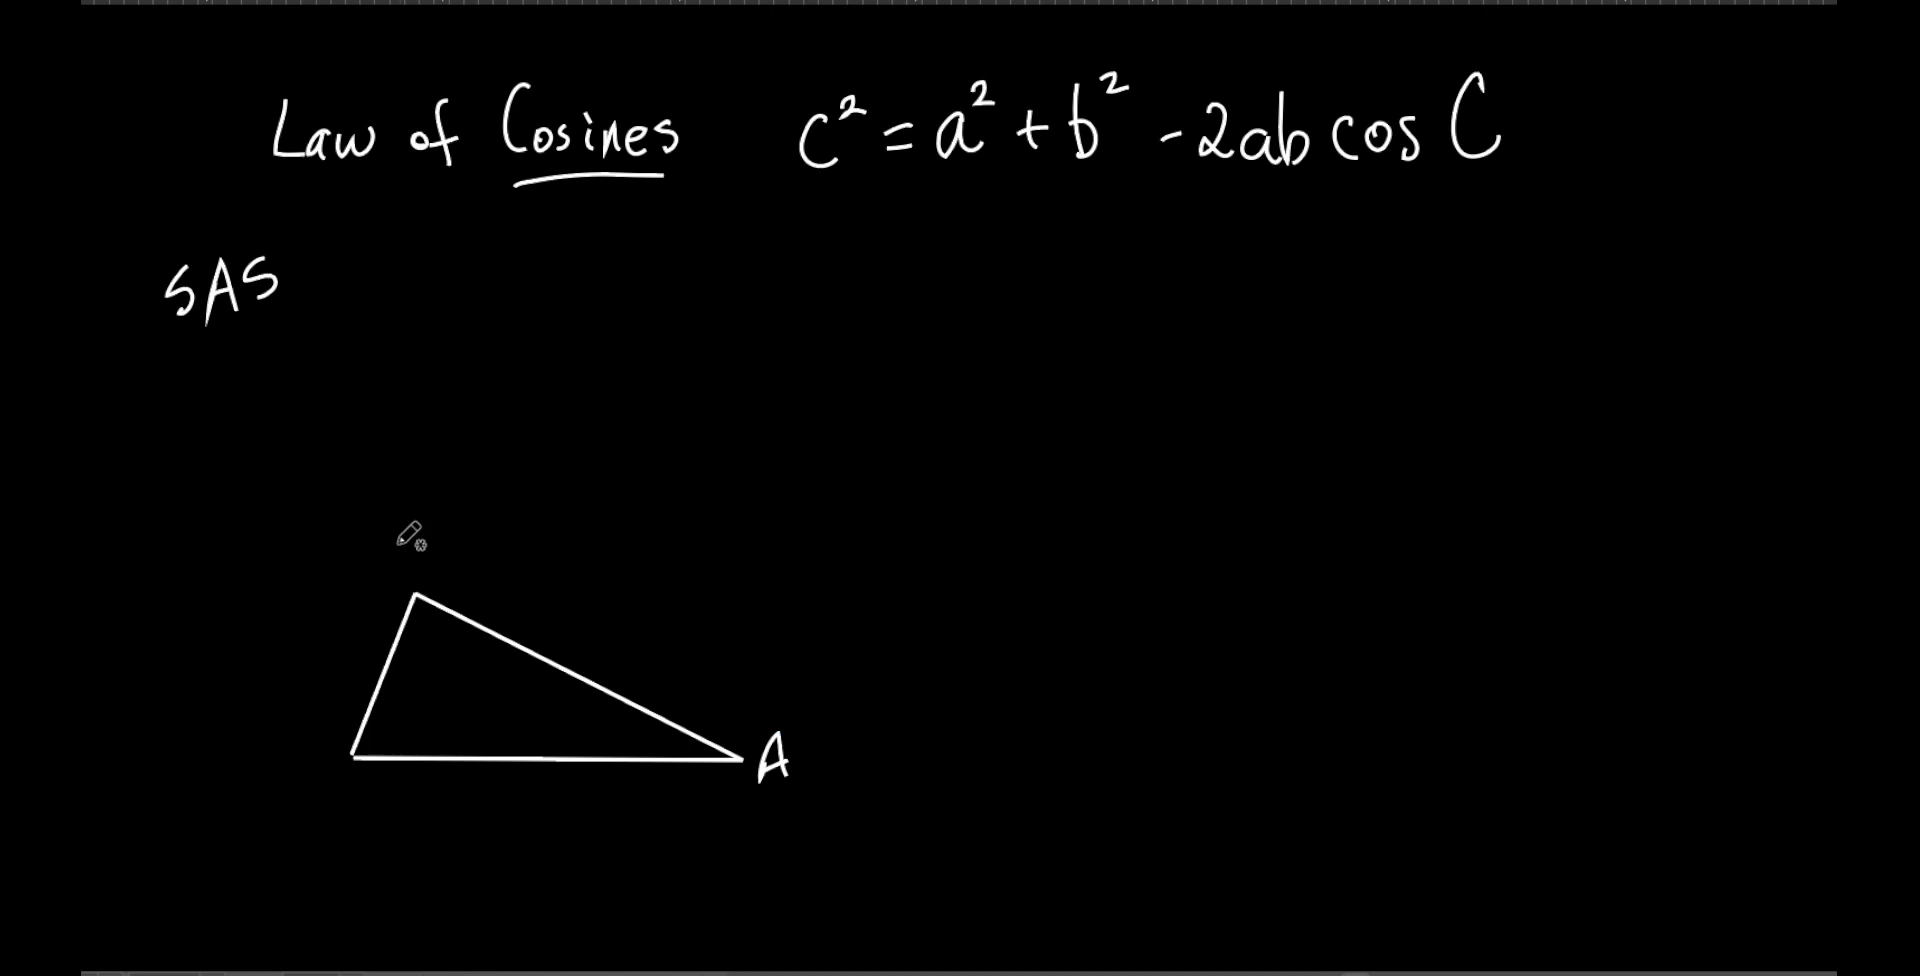 Law of Cosines c² = a² + b² - 2ab cos C
SAS
A